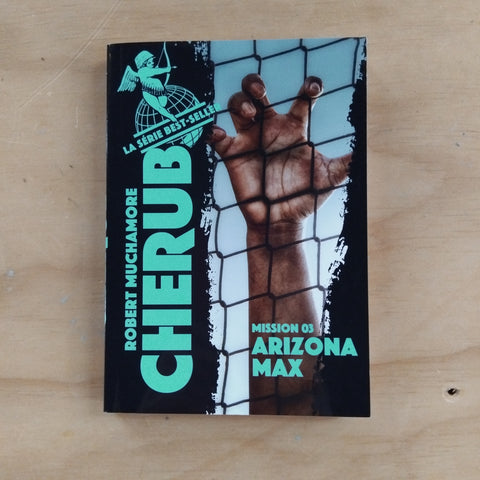 LA SÉRIE BEST-SELLER
ROBERT MUCHAMORE
CHERUB
MISSION 03
ARIZONA
MAX